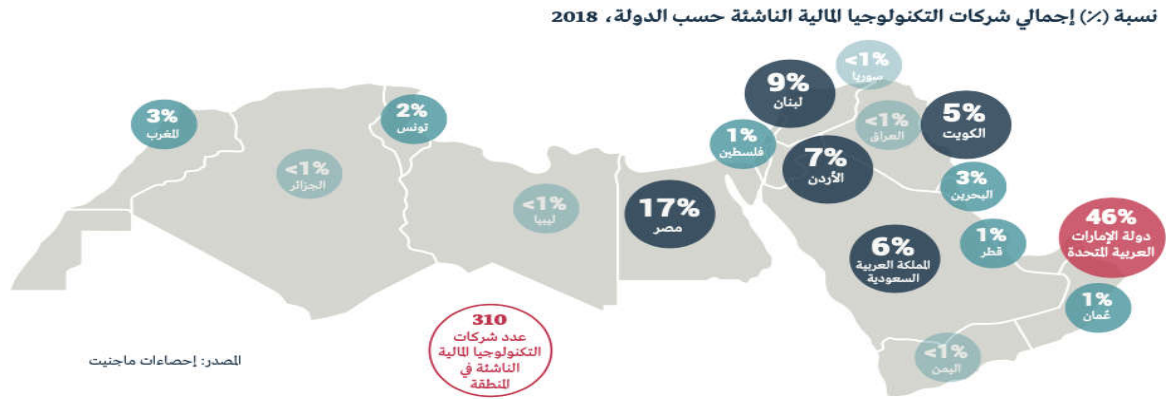 نسبة (٪) إجمالي شركات التكنولوجيا المالية الناشئة حسب الدولة، 2018
<1%
سوريا
9%
لبنان
5%
الكويت
<1%
العراق
3%
المغرب
2%
تونس
1%
فلسطين
7%
الأردن
<1%
الجزائر
3%
البحرين
<1%
ليبيا
17%
مصر
46%
دولة الإمارات
العربية المتحدة
1%
قطر
6%
المملكة العربية
السعودية
1%
عُمان
310
عدد شركات
التكنولوجيا المالية
الناشئة في
المنطقة
<1%
اليمن
المصدر: إحصاءات ماجنيت